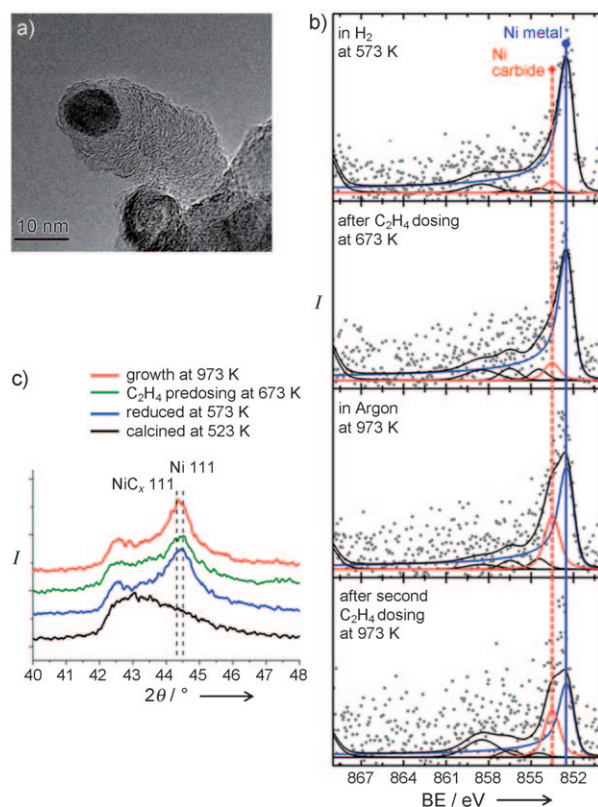 a)
10 nm
b)
in H₂
at 573 K
Ni metal
Ni
carbide
after C₂H₄ dosing
at 673 K
I
in Argon
at 973 K
after second
C₂H₄ dosing
at 973 K
867 864 861 858 855 852
BE / eV
c)
growth at 973 K
C₂H₄ predosing at 673 K
reduced at 573 K
calcined at 523 K
Ni 111
NiCₓ 111
I
40 41 42 43 44 45 46 47 48
2θ / °